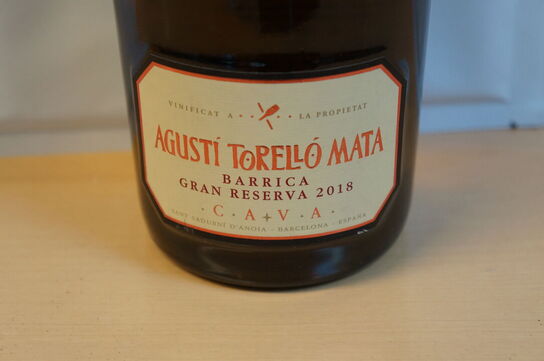 VINIFICAT A LA PROPIETAT
AGUSTÍ TORELLÓ MATA
BARRICA
GRAN RESERVA 2018
· C · A · V · A ·
SANT SADURNÍ D'ANOIA - BARCELONA - ESPAÑA